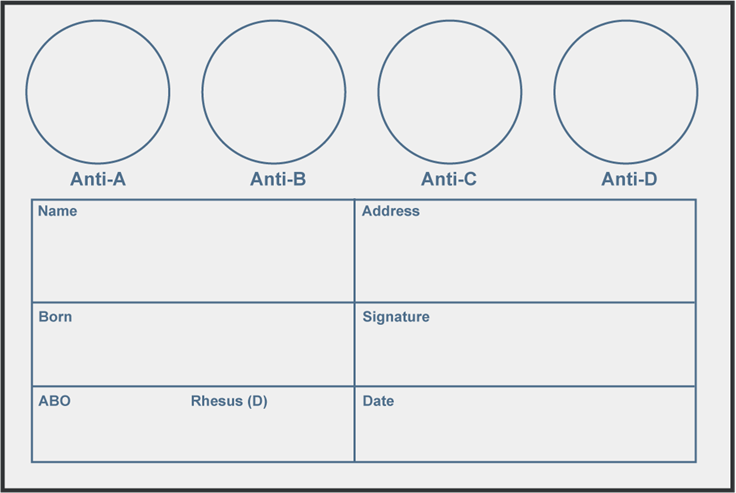 Anti-A Anti-B Anti-C Anti-D
Name Address
Born Signature
ABO Rhesus (D) Date